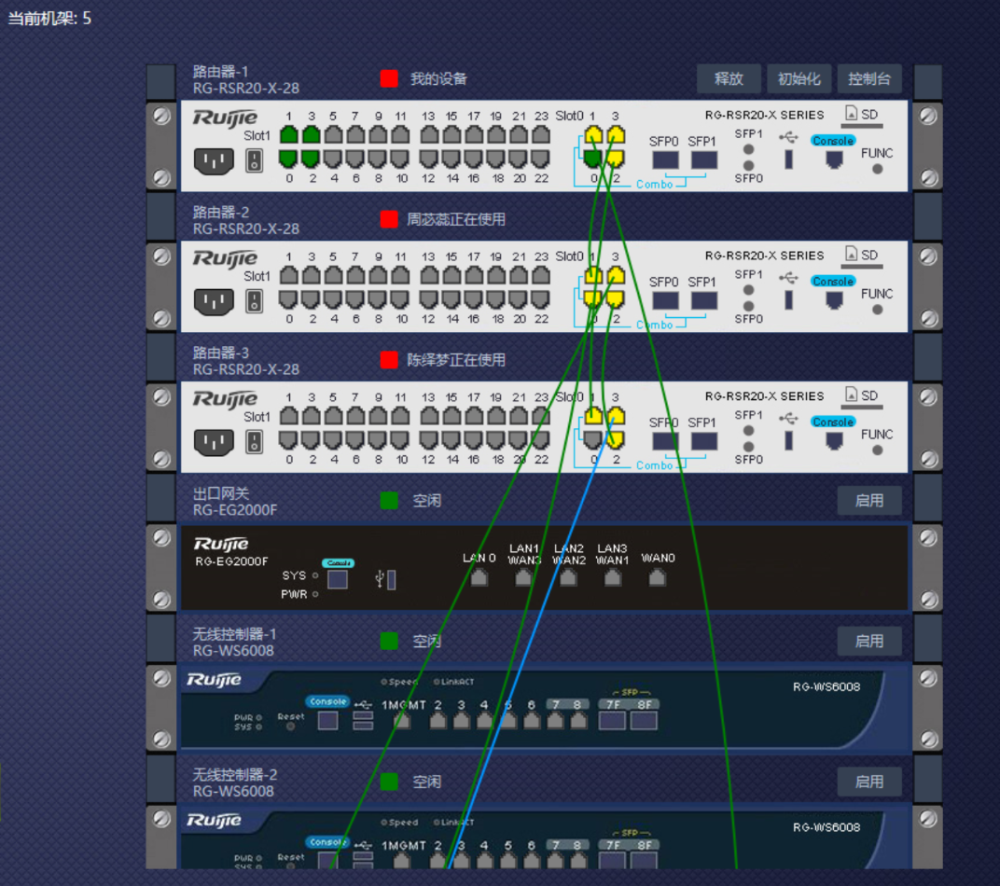 当前机架: 5
路由器-1
RG-RSR20-X-28
我的设备
释放 初始化 控制台
Ruijie 1 3 5 7 9 11 13 15 17 19 21 23 Slot0 1 3 RG-RSR20-X SERIES SD
Slot1 SFP0 SFP1 SFP1 Console FUNC
0 2 4 6 8 10 12 14 16 18 20 22 0 2 Combo SFP0
路由器-2
RG-RSR20-X-28
周苾蕊正在使用
Ruijie 1 3 5 7 9 11 13 15 17 19 21 23 Slot0 1 3 RG-RSR20-X SERIES SD
Slot1 SFP0 SFP1 SFP1 Console FUNC
0 2 4 6 8 10 12 14 16 18 20 22 0 2 Combo SFP0
路由器-3
RG-RSR20-X-28
陈绎梦正在使用
Ruijie 1 3 5 7 9 11 13 15 17 19 21 23 Slot0 1 3 RG-RSR20-X SERIES SD
Slot1 SFP0 SFP1 SFP1 Console FUNC
0 2 4 6 8 10 12 14 16 18 20 22 0 2 Combo SFP0
出口网关
RG-EG2000F
空闲
启用
Ruijie
RG-EG2000F
Console
SYS
PWR
LAN1 LAN2 LAN3
LAN 0 WAN3 WAN2 WAN1 WAN0
无线控制器-1
RG-WS6008
空闲
启用
Ruijie Speed LinkACT RG-WS6008
Console 1MGMT 2 3 4 5 6 7 8 SFP 7F 8F
PWR
SYS
Reset
无线控制器-2
RG-WS6008
空闲
启用
Ruijie Speed LinkACT RG-WS6008
Console 1MGMT 2 3 4 5 6 7 8 SFP 7F 8F
PWR
SYS
Reset